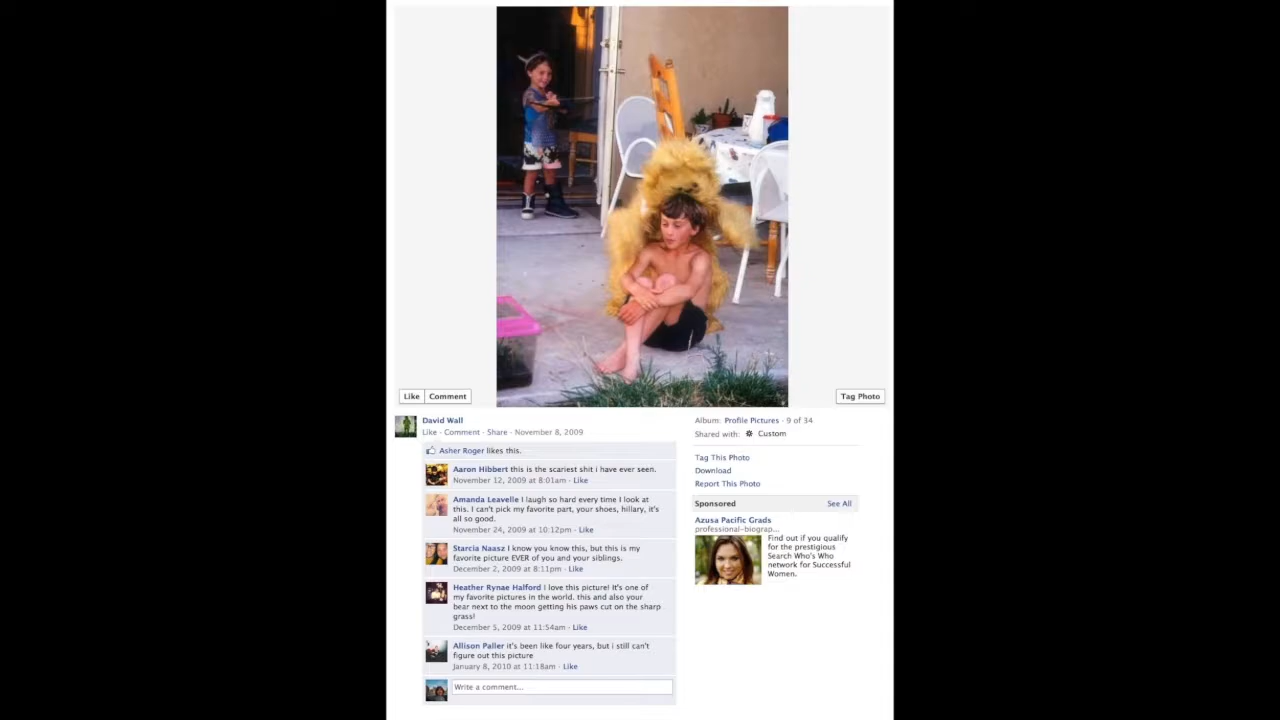 Like Comment
Tag Photo
David Wall
Like · Comment · Share · November 8, 2009
Asher Roger likes this.
Aaron Hibbert this is the scariest shit i have ever seen.
November 12, 2009 at 8:01am · Like
Amanda Leavelle I laugh so hard every time I look at
this. I can't pick my favorite part, your shoes, hillary, it's
all so good.
November 24, 2009 at 10:12pm · Like
Starcia Naasz I know you know this, but this is my
favorite picture EVER of you and your siblings.
December 2, 2009 at 8:11pm · Like
Heather Rynae Halford I love this picture! it's one of
my favorite pictures in the world. this and also your
bear next to the moon getting his paws cut on the sharp
grass!
December 5, 2009 at 11:54am · Like
Allison Paller it's been like four years, but i still can't
figure out this picture
January 8, 2010 at 11:18am · Like
Write a comment...
Album: Profile Pictures · 9 of 34
Shared with: Custom
Tag This Photo
Download
Report This Photo
Sponsored See All
Azusa Pacific Grads
professional-biograp...
Find out if you qualify
for the prestigious
Search Who's Who
network for Successful
Women.